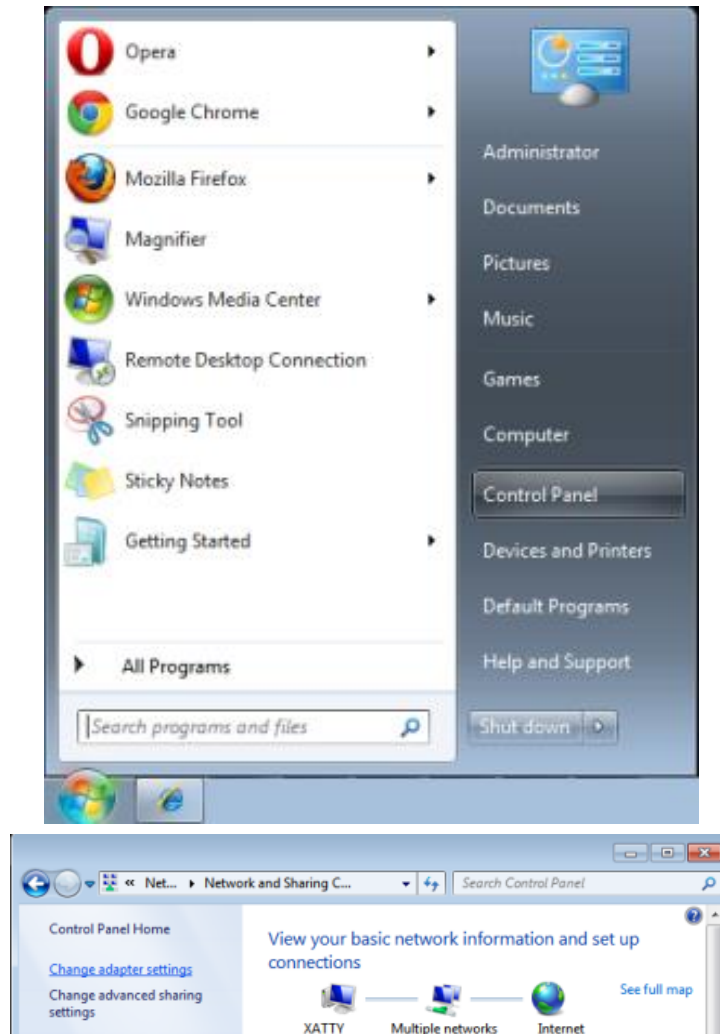 Opera
Google Chrome
Mozilla Firefox
Magnifier
Windows Media Center
Remote Desktop Connection
Snipping Tool
Sticky Notes
Getting Started
All Programs
Search programs and files
Administrator
Documents
Pictures
Music
Games
Computer
Control Panel
Devices and Printers
Default Programs
Help and Support
Shut down
« Net... ▸ Network and Sharing C...
Search Control Panel
Control Panel Home
Change adapter settings
Change advanced sharing
settings
View your basic network information and set up
connections
See full map
XATTY
Multiple networks
Internet